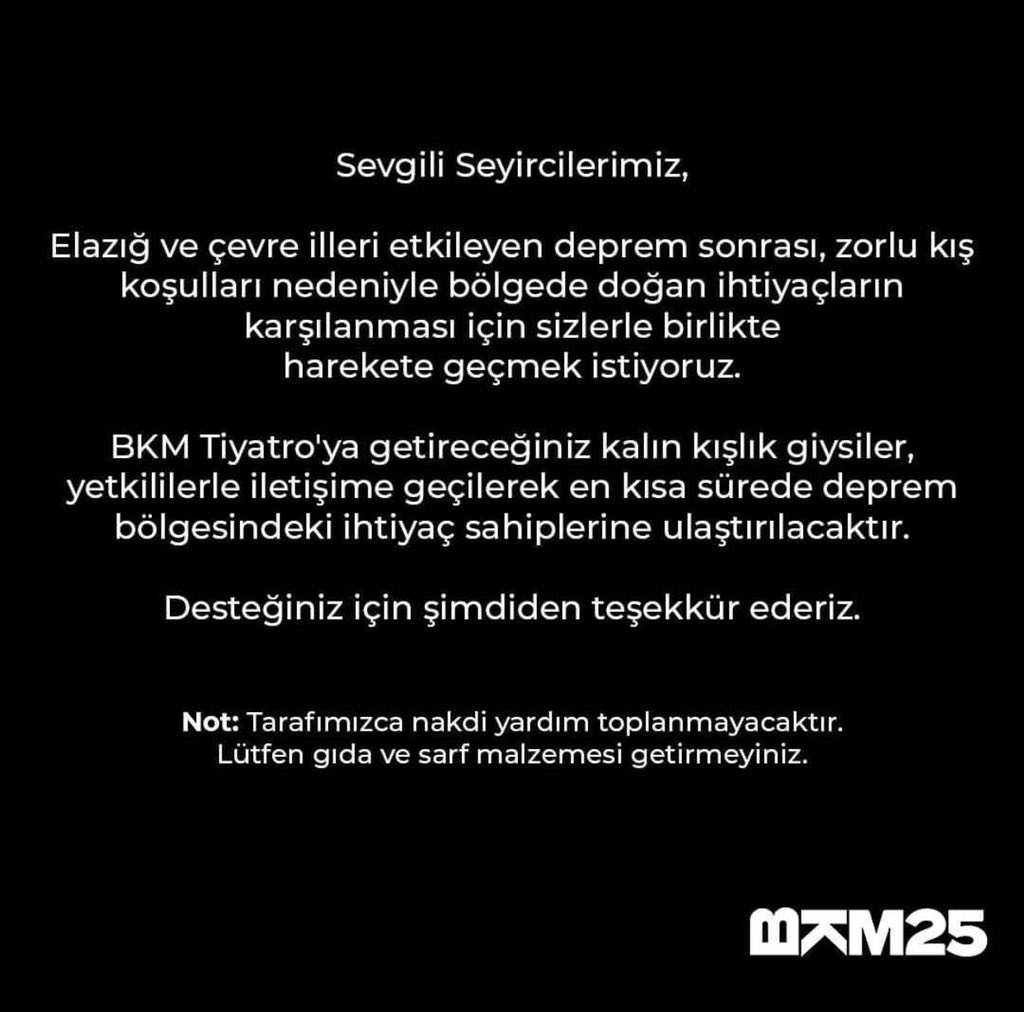 Sevgili Seyircilerimiz,
Elazığ ve çevre illeri etkileyen deprem sonrası, zorlu kış
koşulları nedeniyle bölgede doğan ihtiyaçların
karşılanması için sizlerle birlikte
harekete geçmek istiyoruz.
BKM Tiyatro'ya getireceğiniz kalın kışlık giysiler,
yetkililerle iletişime geçilerek en kısa sürede deprem
bölgesindeki ihtiyaç sahiplerine ulaştırılacaktır.
Desteğiniz için şimdiden teşekkür ederiz.
Not: Tarafımızca nakdi yardım toplanmayacaktır.
Lütfen gıda ve sarf malzemesi getirmeyiniz.
BKM25